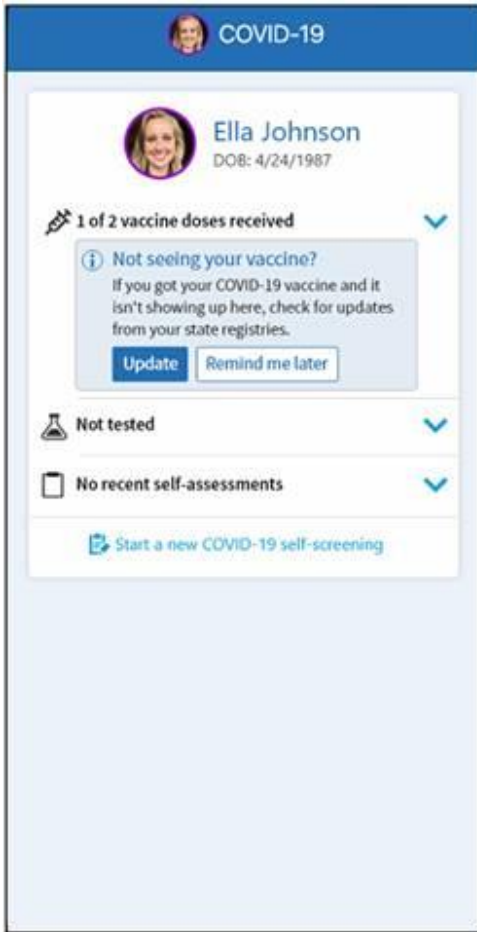 COVID-19
Ella Johnson
DOB: 4/24/1987
1 of 2 vaccine doses received
Not seeing your vaccine?
If you got your COVID-19 vaccine and it
isn't showing up here, check for updates
from your state registries.
Update Remind me later
Not tested
No recent self-assessments
Start a new COVID-19 self-screening